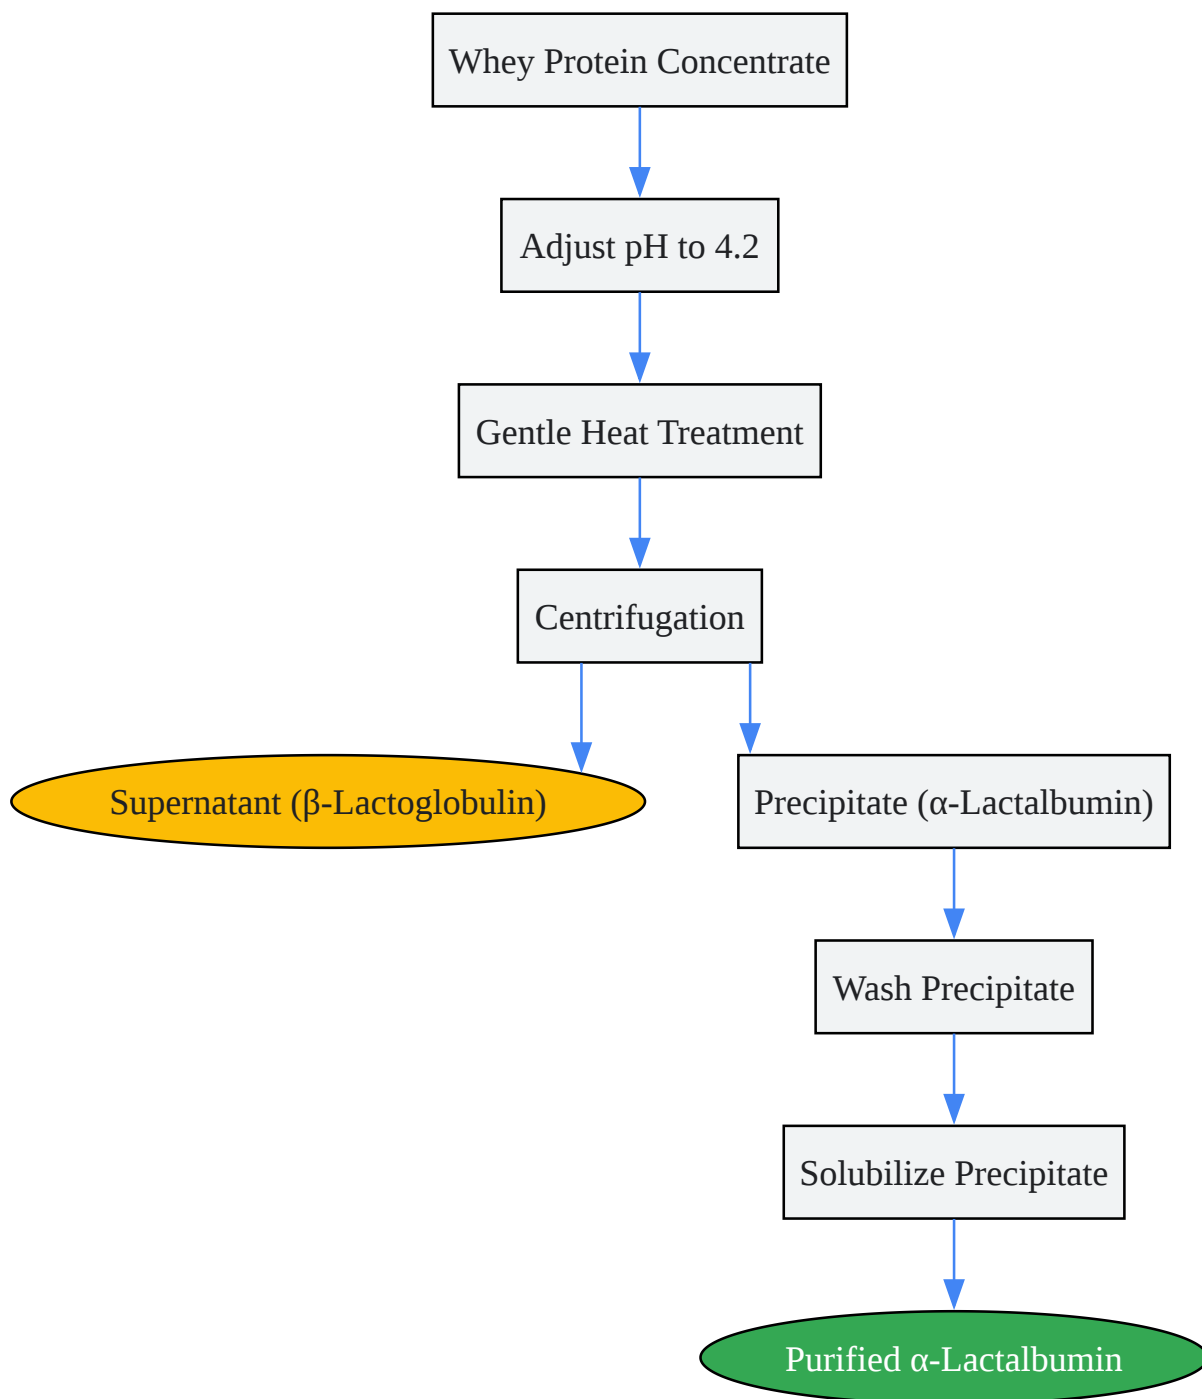 Whey Protein Concentrate
Adjust pH to 4.2
Gentle Heat Treatment
Centrifugation
Supernatant (β-Lactoglobulin)
Precipitate (α-Lactalbumin)
Wash Precipitate
Solubilize Precipitate
Purified α-Lactalbumin